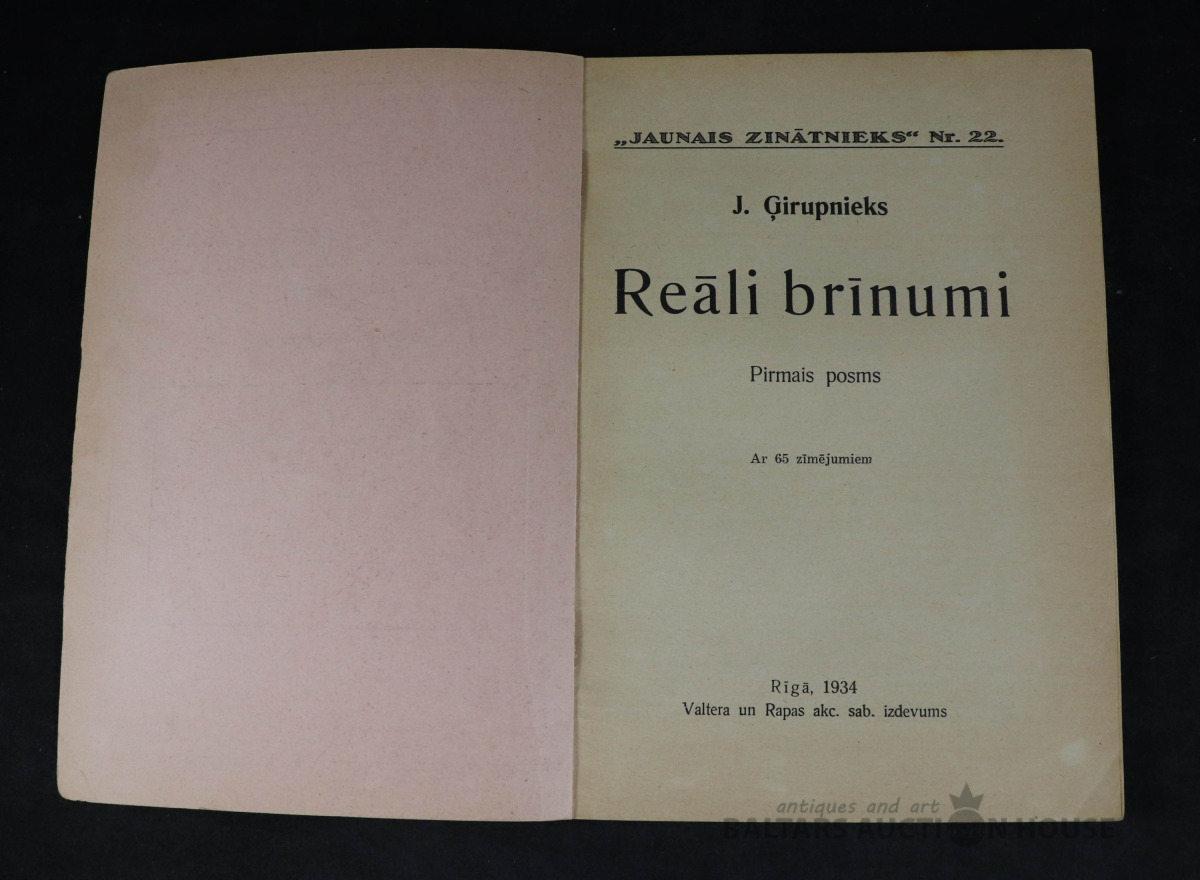 „JAUNAIS ZINĀTNIEKS“ Nr. 22.
J. Ģirupnieks
Reāli brīnumi
Pirmais posms
Ar 65 zīmējumiem
Rīgā, 1934
Valtera un Rapas akc. sab. izdevums
antiques and art
BALTARS AUCTION HOUSE